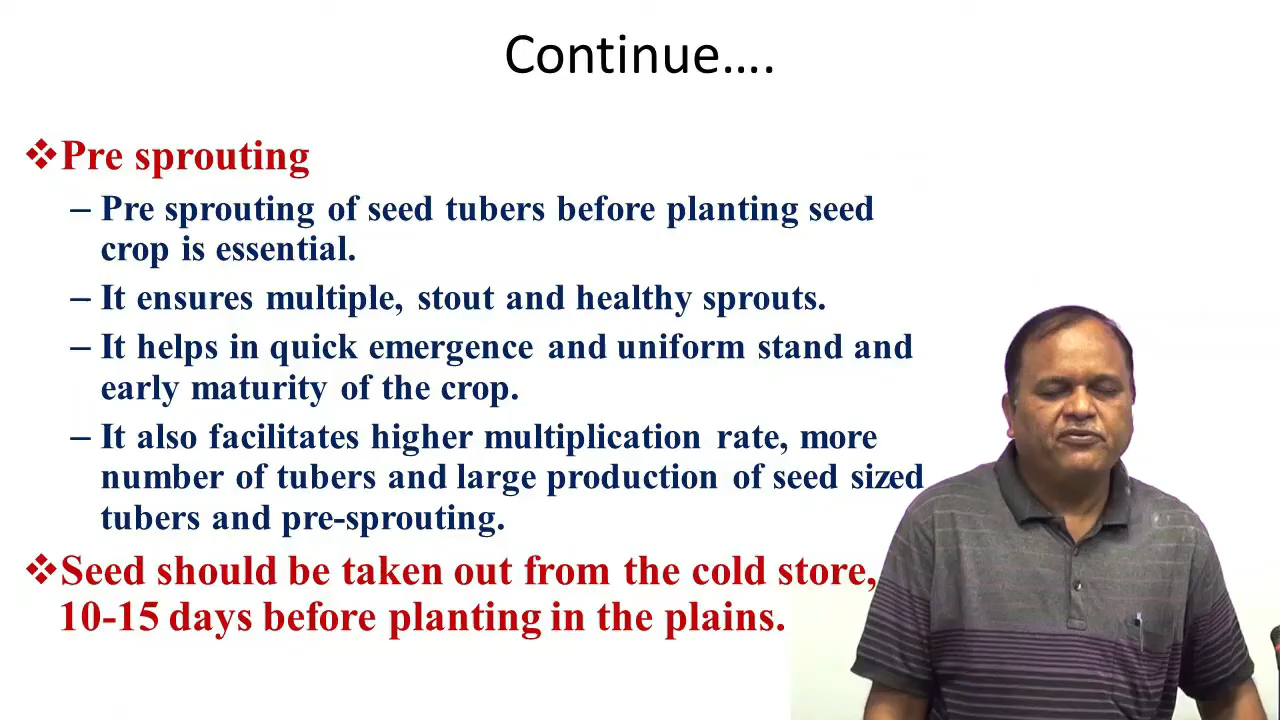 Continue....
❖Pre sprouting
– Pre sprouting of seed tubers before planting seed
crop is essential.
– It ensures multiple, stout and healthy sprouts.
– It helps in quick emergence and uniform stand and
early maturity of the crop.
– It also facilitates higher multiplication rate, more
number of tubers and large production of seed sized
tubers and pre-sprouting.
❖Seed should be taken out from the cold store,
10-15 days before planting in the plains.